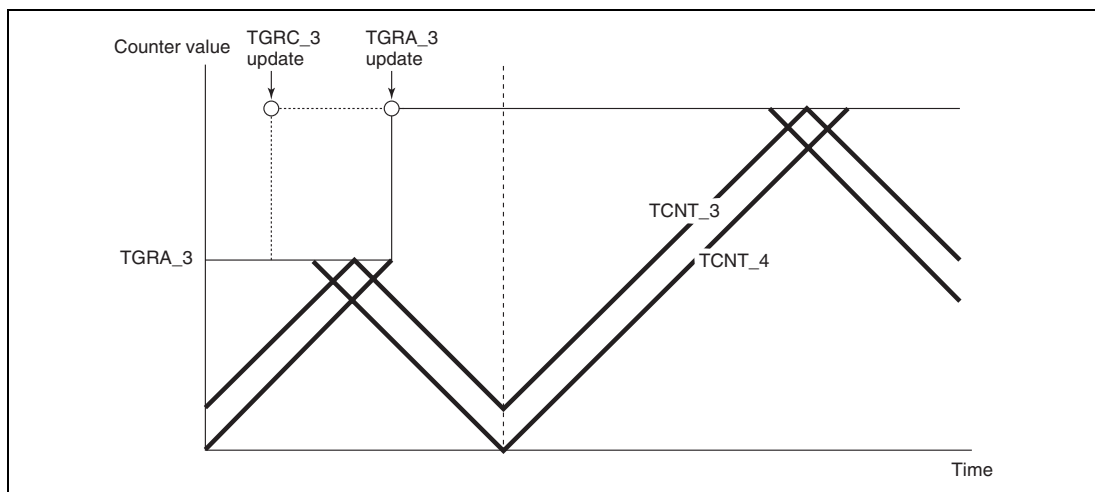 Counter value
TGRC_3
update
TGRA_3
update
TGRA_3
TCNT_3
TCNT_4
Time